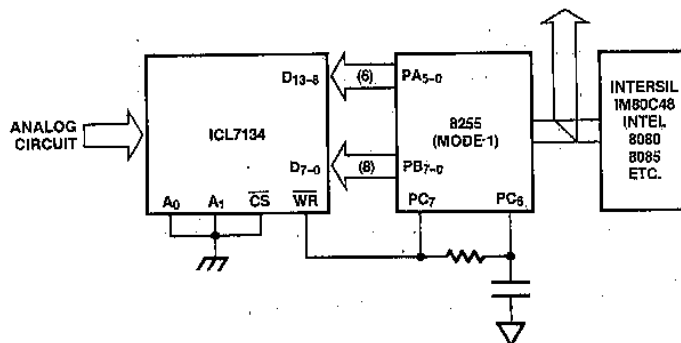 ANALOG
CIRCUIT
ICL7134
D13-8
D7-0
A0 A1 CS WR
(6)
(8)
PA5-0
8255
(MODE-1)
PB7-0
PC7 PC6
INTERSIL
IM80C48
INTEL
8080
8085
ETC.